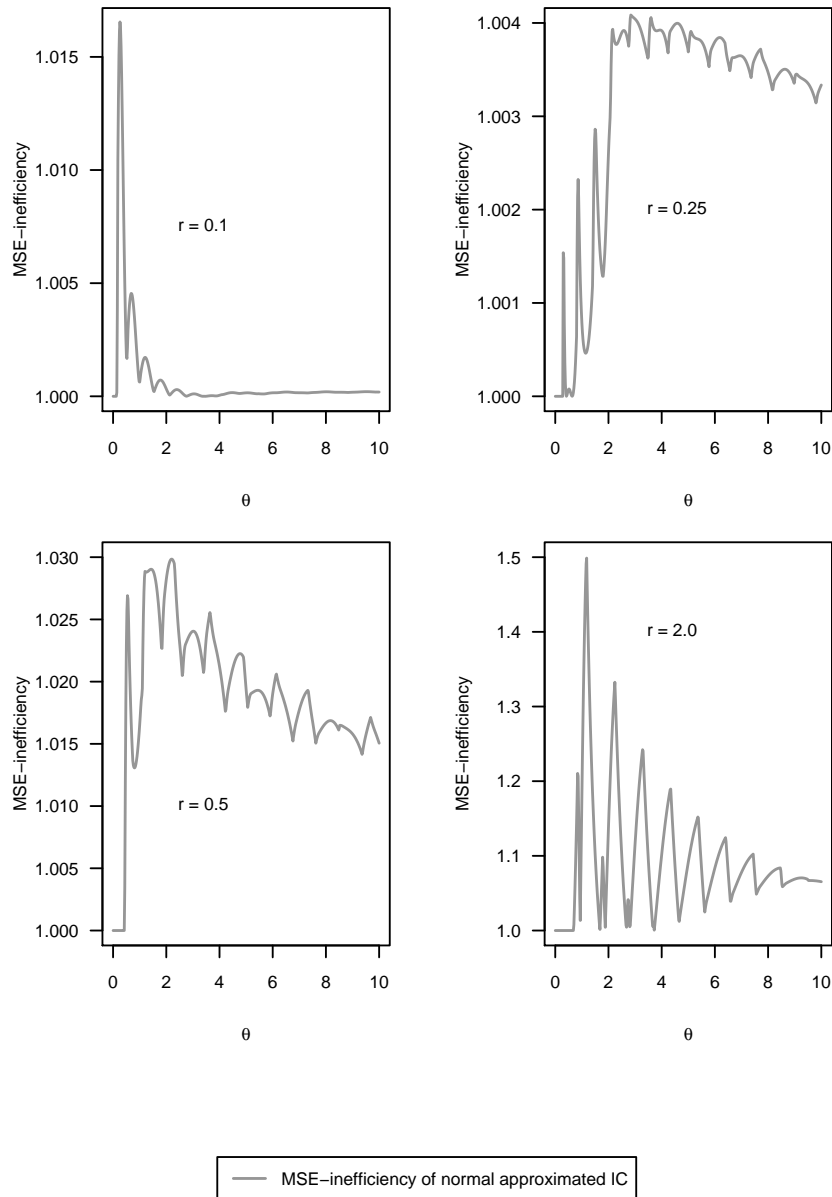 MSE−inefficiency
1.015
1.010
1.005
1.000
r = 0.1
0 2 4 6 8 10
θ
MSE−inefficiency
1.004
1.003
1.002
1.001
1.000
r = 0.25
0 2 4 6 8 10
θ
MSE−inefficiency
1.030
1.025
1.020
1.015
1.010
1.005
1.000
r = 0.5
0 2 4 6 8 10
θ
MSE−inefficiency
1.5
1.4
1.3
1.2
1.1
1.0
r = 2.0
0 2 4 6 8 10
θ
MSE−inefficiency of normal approximated IC